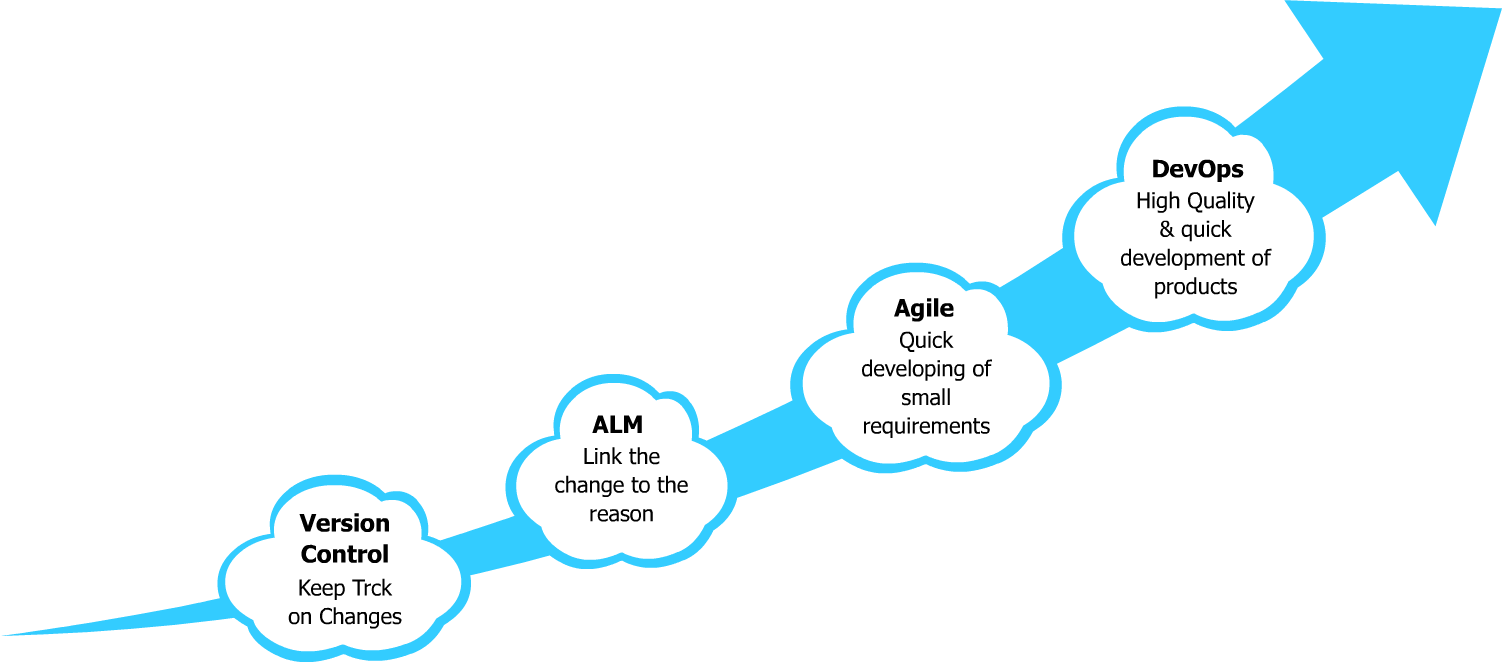 Version
Control
Keep Trck
on Changes
ALM
Link the
change to the
reason
Agile
Quick
developing of
small
requirements
DevOps
High Quality
& quick
development of
products